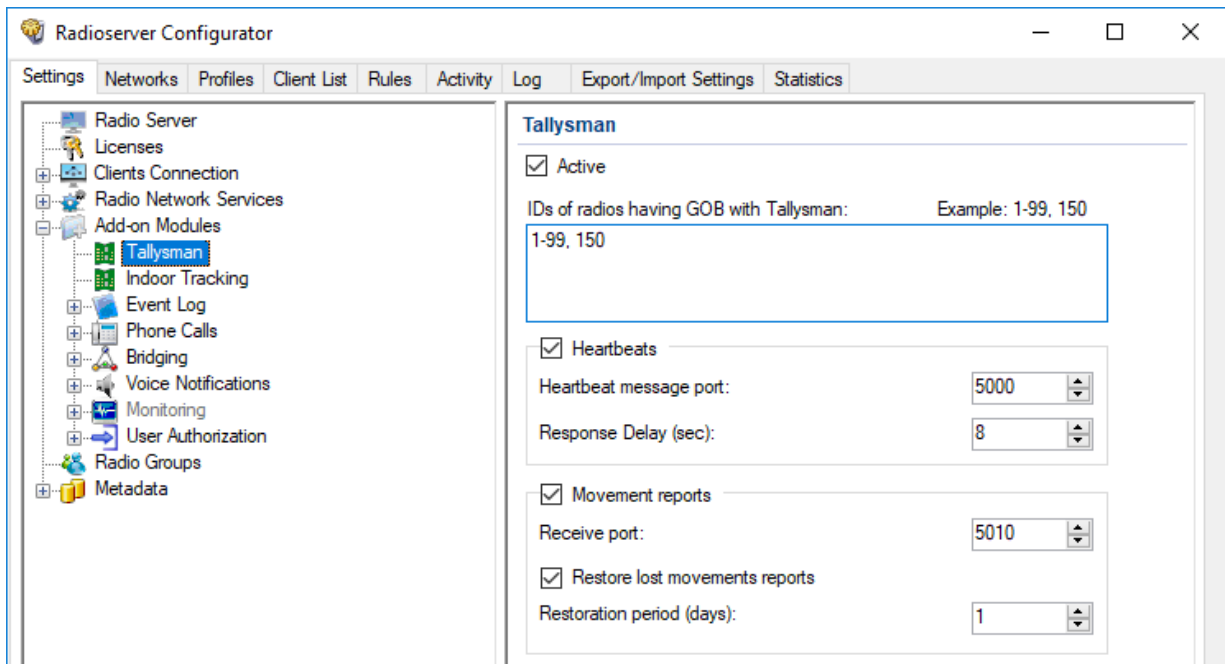 Radioserver Configurator
Settings Networks Profiles Client List Rules Activity Log Export/Import Settings Statistics
Radio Server
Licenses
Clients Connection
Radio Network Services
Add-on Modules
Tallysman
Indoor Tracking
Event Log
Phone Calls
Bridging
Voice Notifications
Monitoring
User Authorization
Radio Groups
Metadata
Tallysman
Active
IDs of radios having GOB with Tallysman: Example: 1-99, 150
1-99, 150
Heartbeats
Heartbeat message port: 5000
Response Delay (sec): 8
Movement reports
Receive port: 5010
Restore lost movements reports
Restoration period (days): 1